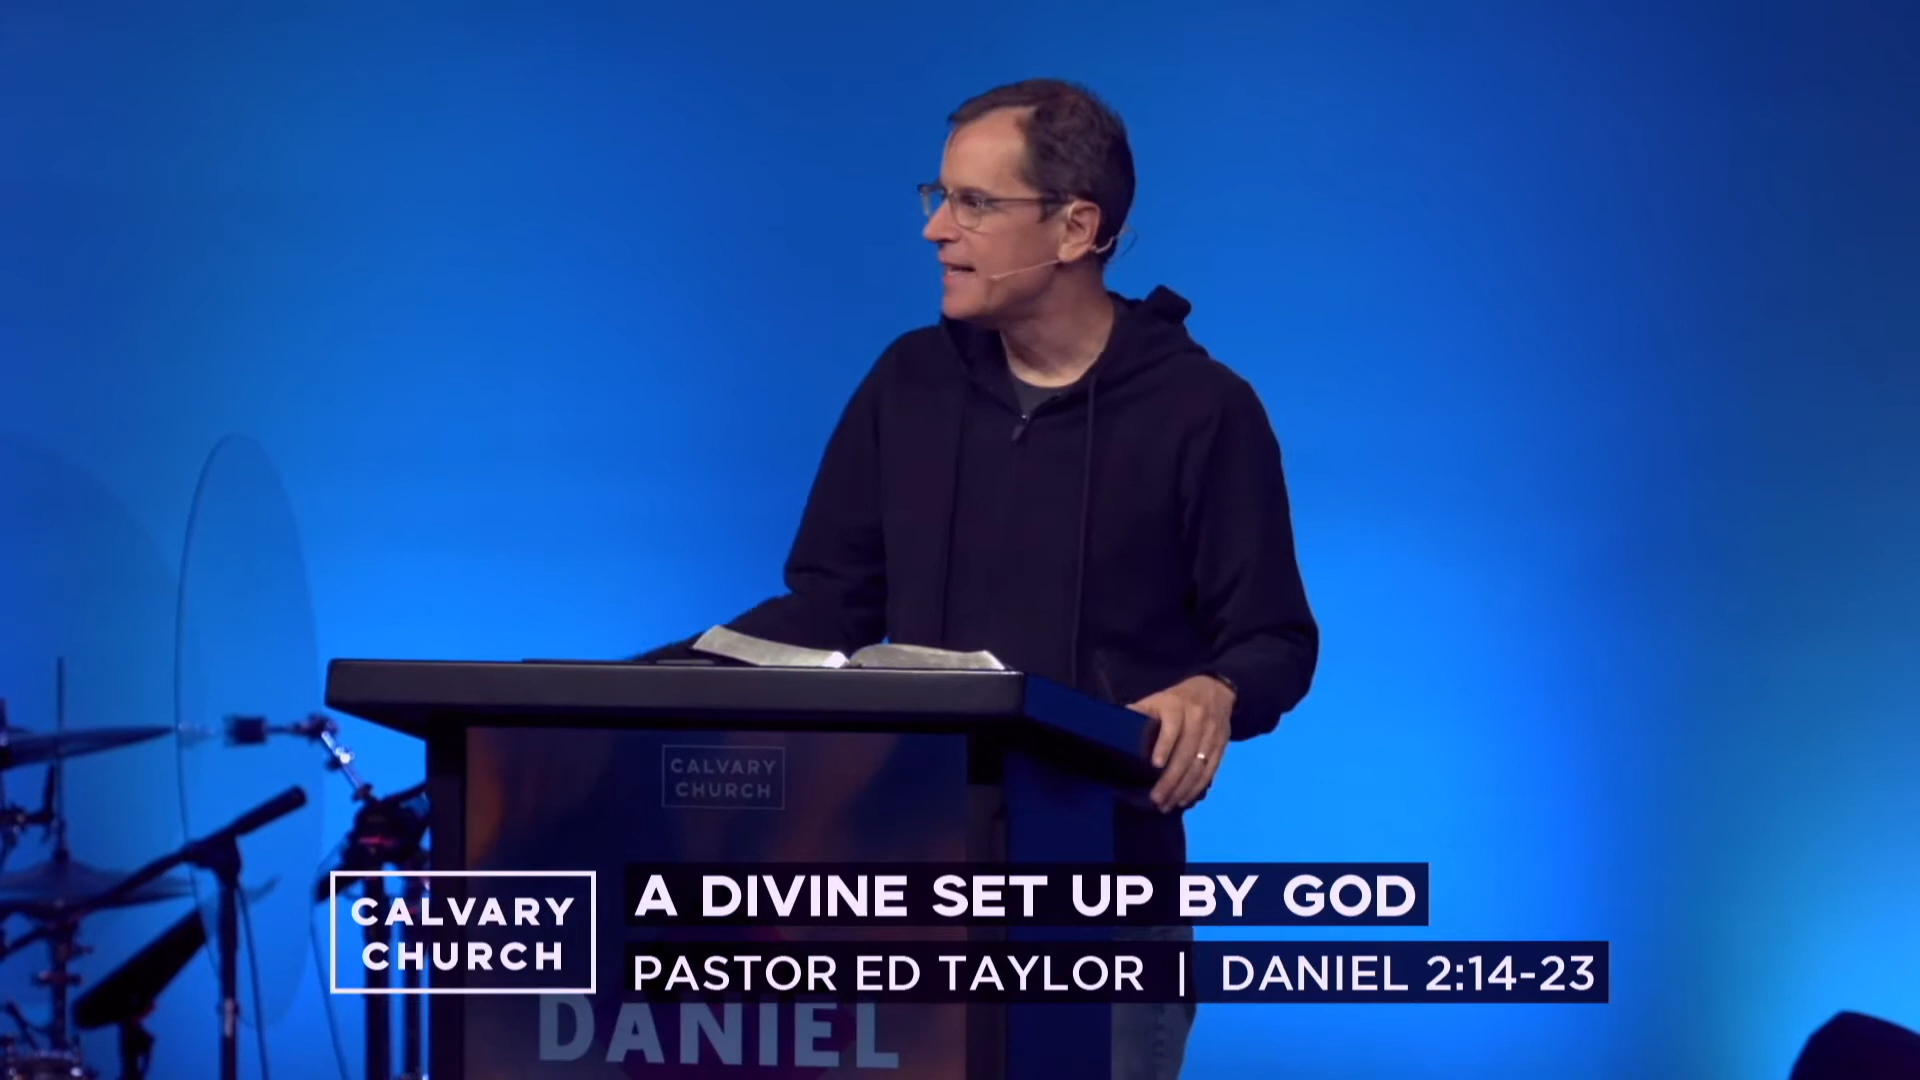 CALVARY
CHURCH
CALVARY
CHURCH
A DIVINE SET UP BY GOD
PASTOR ED TAYLOR | DANIEL 2:14-23
DANIEL